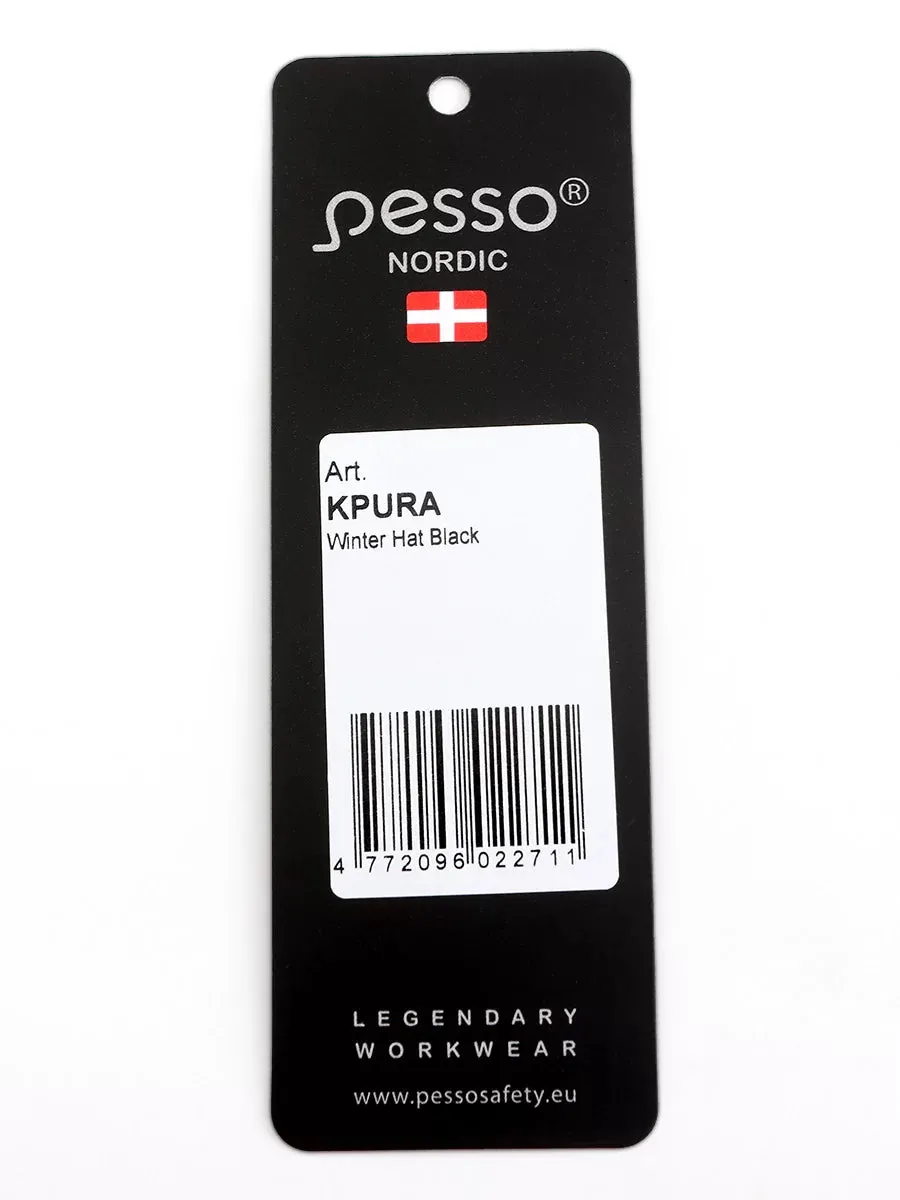 pesso®
NORDIC
Art.
KPURA
Winter Hat Black
4 772096 022711
LEGENDARY
WORKWEAR
www.pessosafety.eu